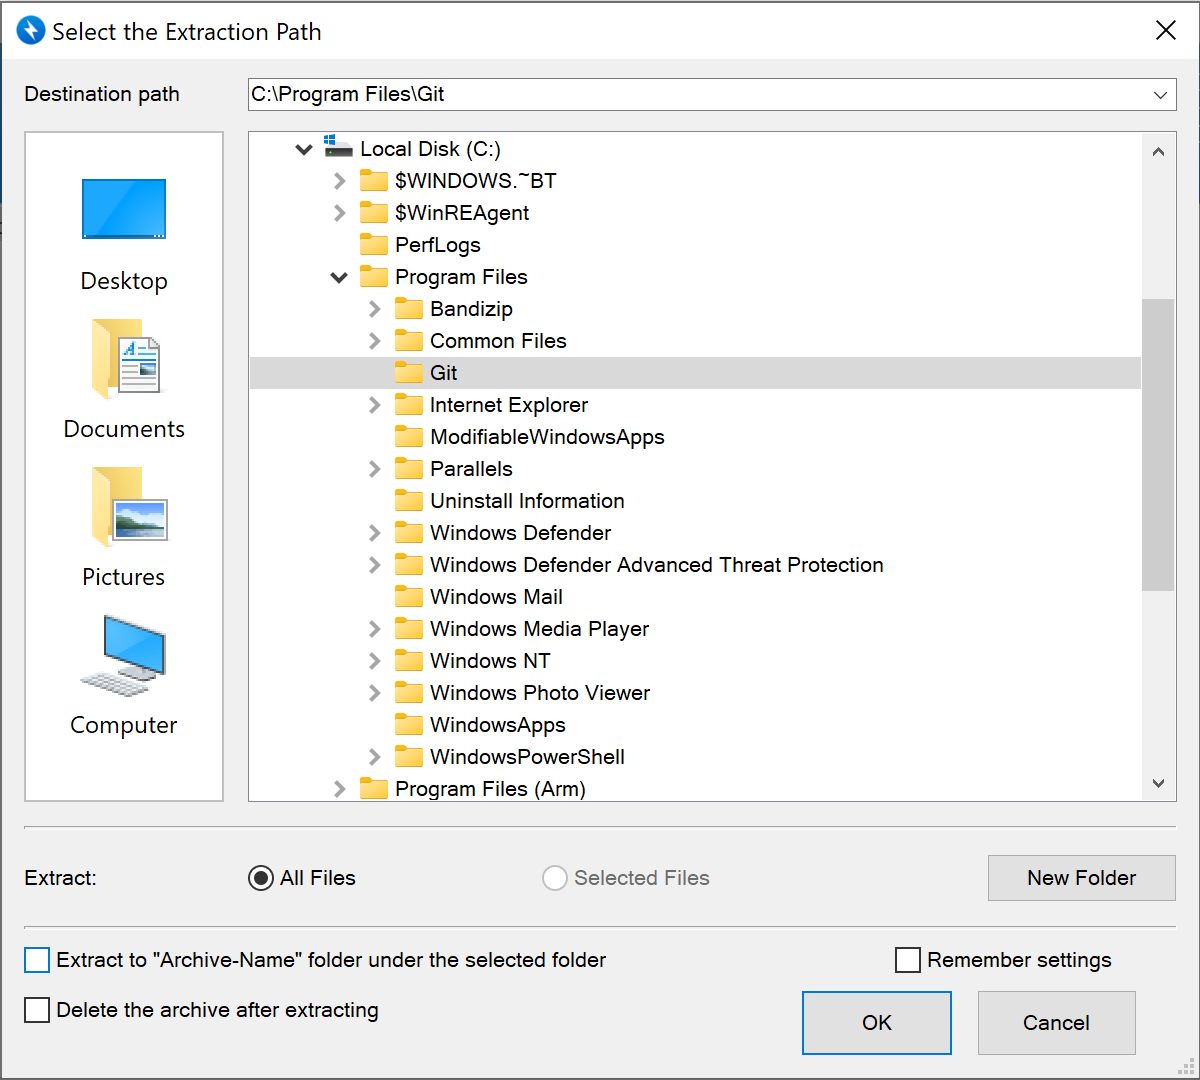 Select the Extraction Path
Destination path
C:\Program Files\Git
Desktop
Documents
Pictures
Computer
Local Disk (C:)
$WINDOWS.~BT
$WinREAgent
PerfLogs
Program Files
Bandizip
Common Files
Git
Internet Explorer
ModifiableWindowsApps
Parallels
Uninstall Information
Windows Defender
Windows Defender Advanced Threat Protection
Windows Mail
Windows Media Player
Windows NT
Windows Photo Viewer
WindowsApps
WindowsPowerShell
Program Files (Arm)
Extract:
All Files
Selected Files
New Folder
Extract to "Archive-Name" folder under the selected folder
Remember settings
Delete the archive after extracting
OK
Cancel